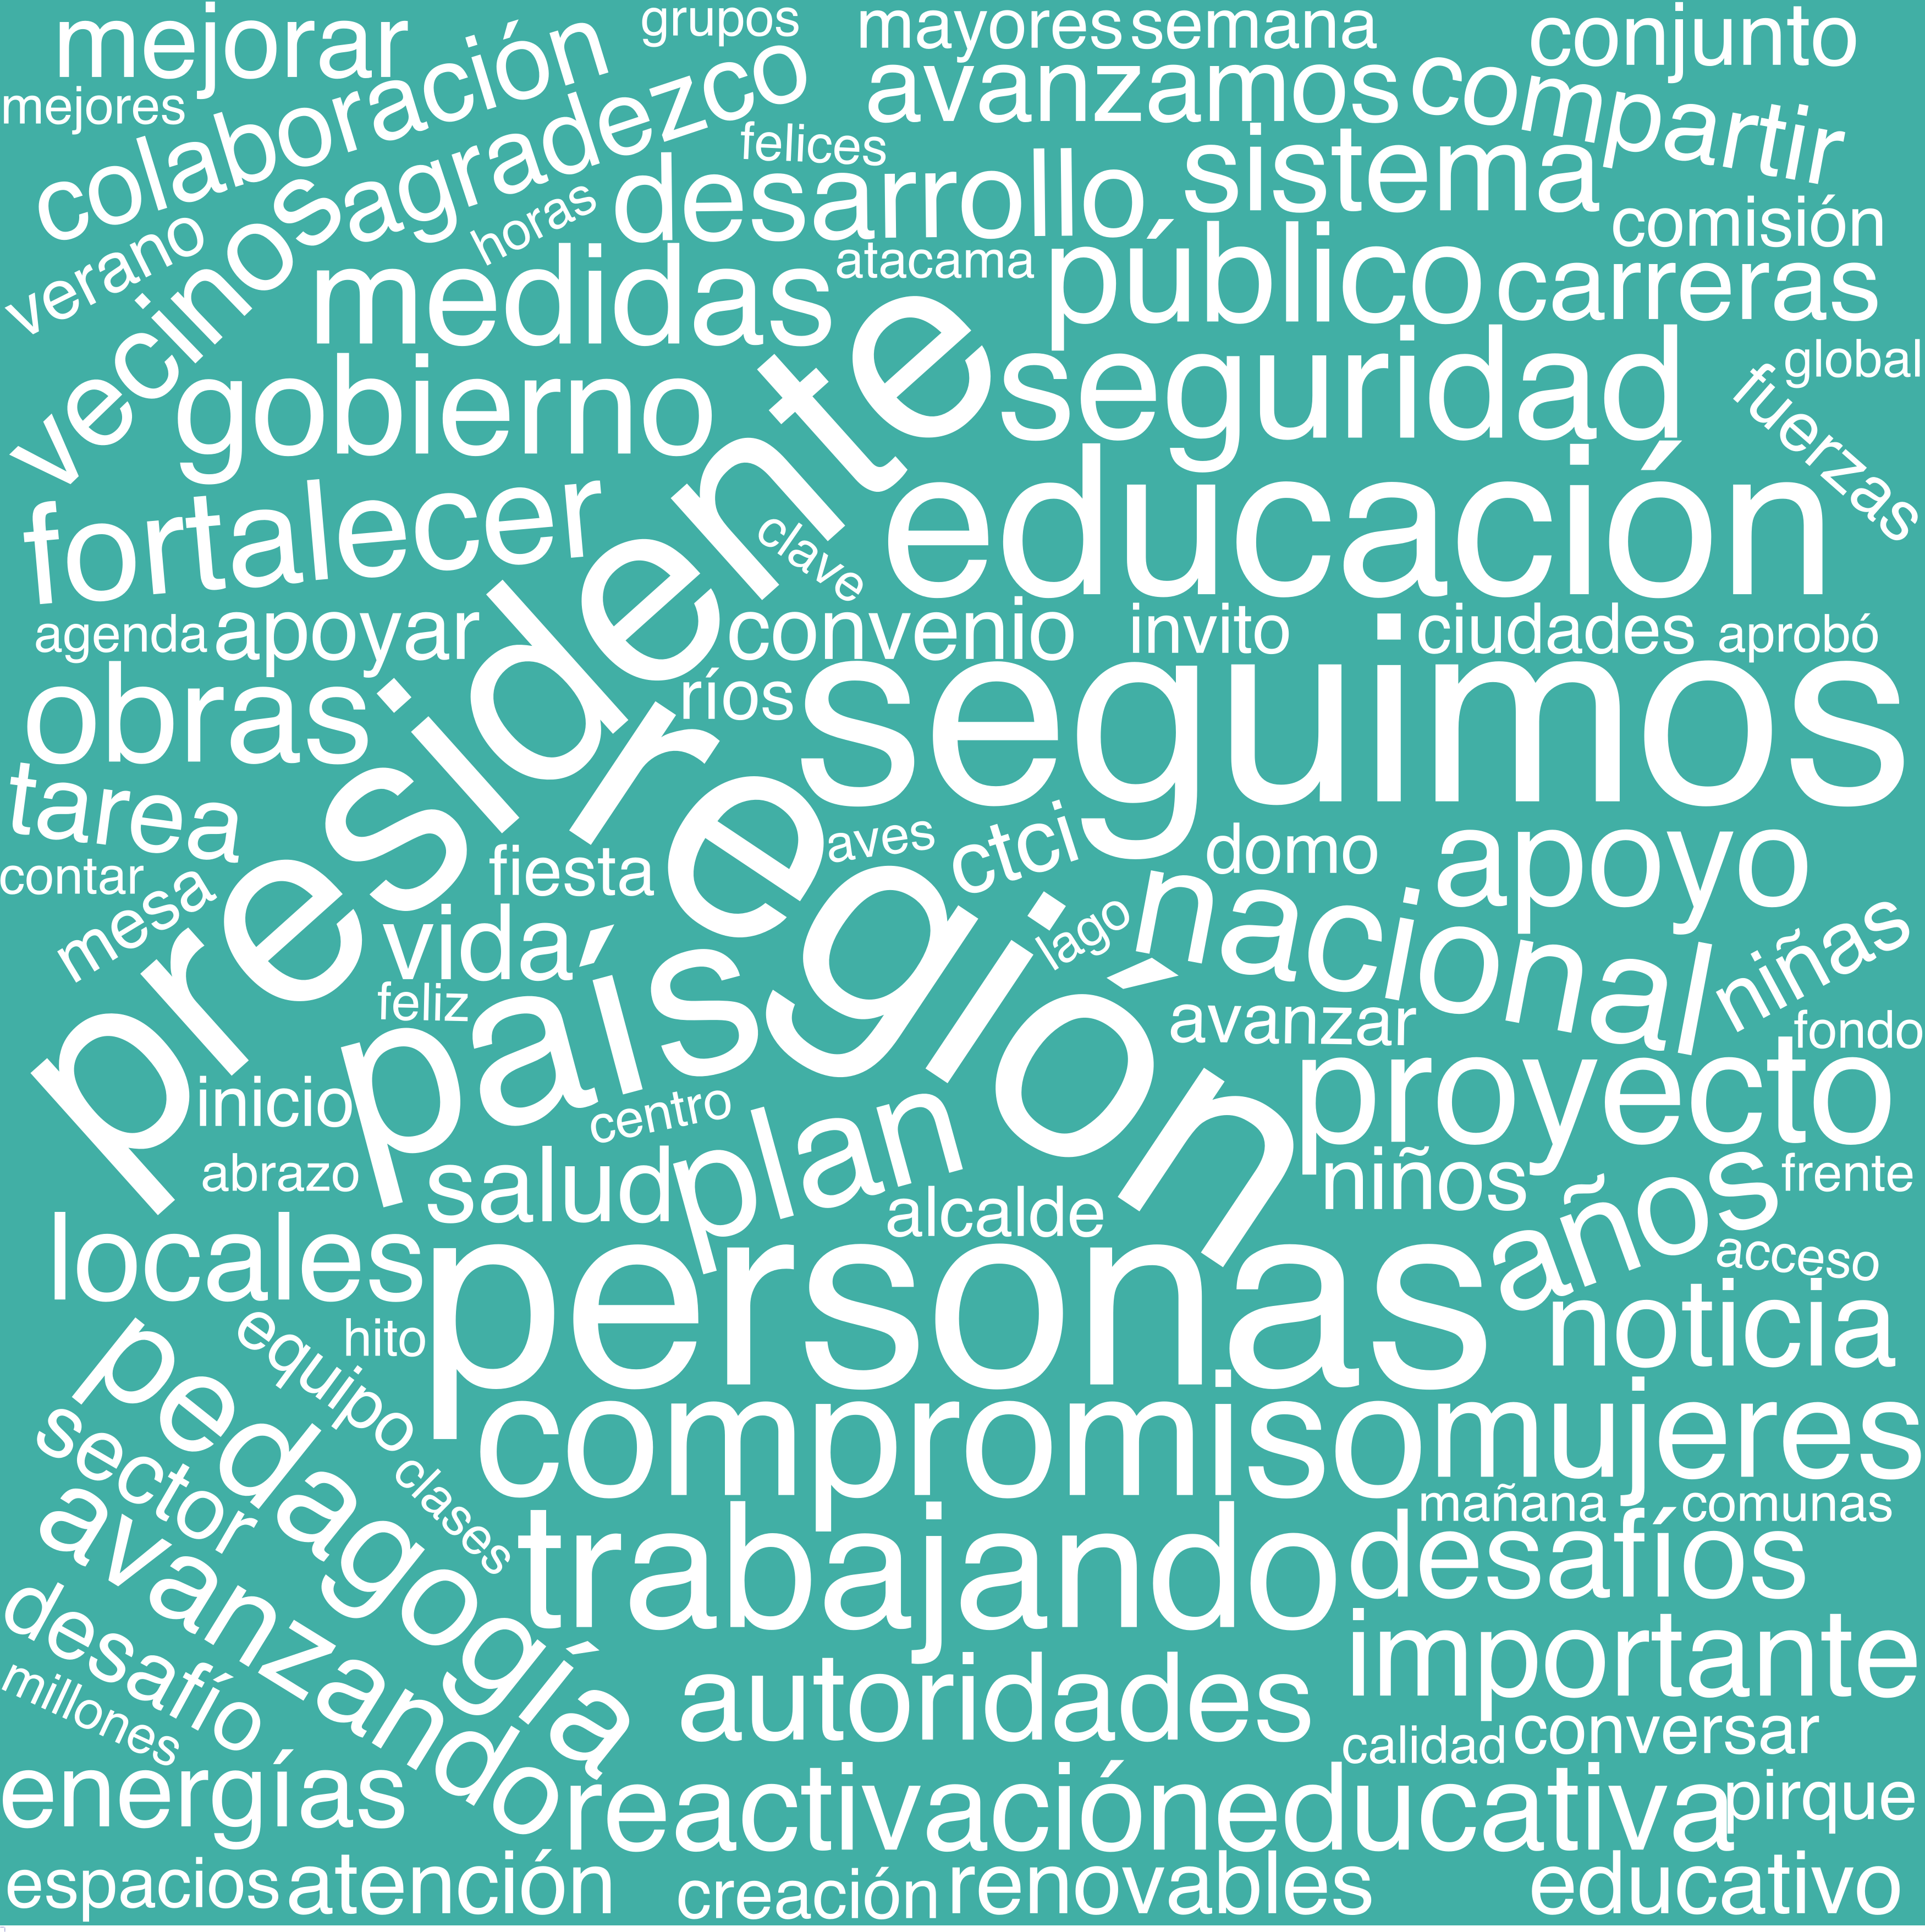 mejorar
grupos
mayores
semana
conjunto
mejores
colaboración
agradezco
avanzamos
compartir
felices
sistema
vecinos
horas
desarrollo
comisión
verano
medidas
atacama
público
carreras
gobierno
presidente
seguridad
global
fuerzas
fortalecer
clave
educación
agenda
apoyar
convenio
invito
ciudades
aprobó
obras
ríos
seguimos
tarea
región
contar
mesa
fiesta
aves
ctci
domo
apoyo
vida
lago
nacional
niñas
feliz
país
avanzar
fondo
inicio
centro
proyecto
abrazo
salud
plan
alcalde
niños
años
frente
locales
personas
acceso
equipo
hito
noticia
pedagogía
sector
clases
compromiso
mujeres
mañana
comunas
avanzando
trabajando
desafíos
desafío
millones
autoridades
importante
calidad
conversar
energías
reactivación
educativa
pirque
espacios
atención
creación
renovables
educativo